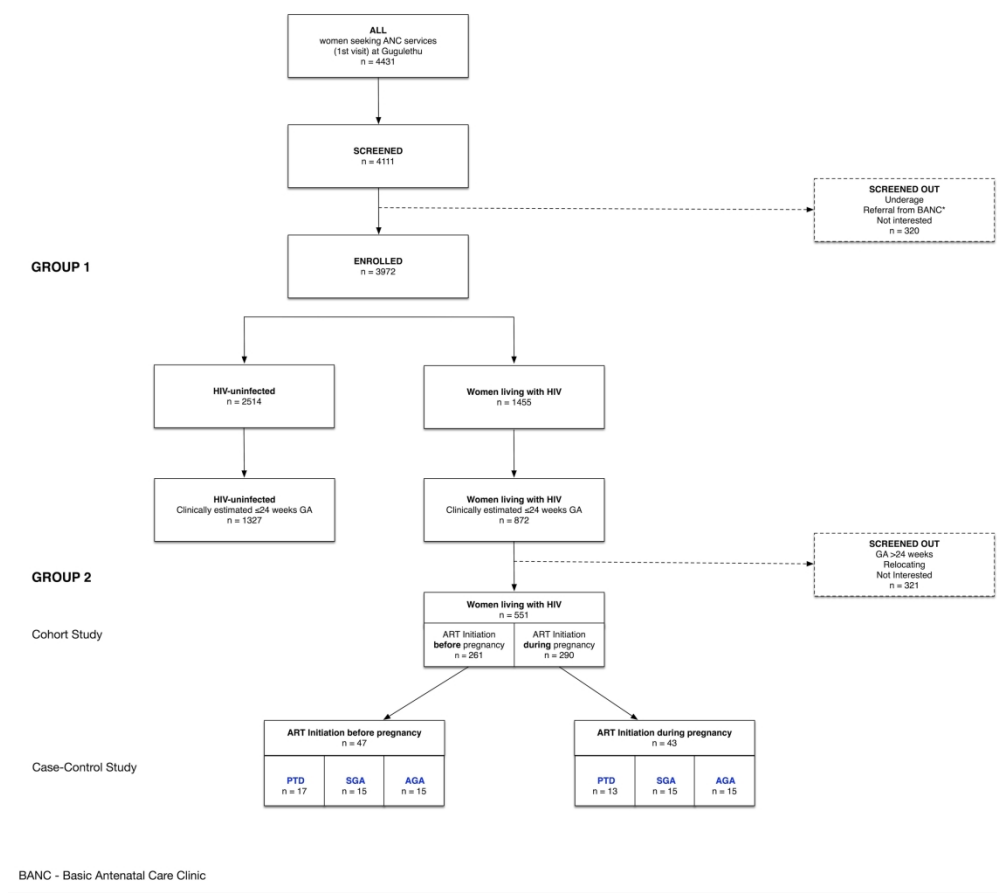 ALL
women seeking ANC services
(1st visit) at Gugulethu
n = 4431
SCREENED
n = 4111
SCREENED OUT
Underage
Referral from BANC*
Not interested
n = 320
GROUP 1
ENROLLED
n = 3972
HIV-uninfected
n = 2514
Women living with HIV
n = 1455
HIV-uninfected
Clinically estimated ≤24 weeks GA
n = 1327
Women living with HIV
Clinically estimated ≤24 weeks GA
n = 872
SCREENED OUT
GA >24 weeks
Relocating
Not Interested
n = 321
GROUP 2
Women living with HIV
n = 551
Cohort Study
ART Initiation
before pregnancy
n = 261
ART Initiation
during pregnancy
n = 290
ART Initiation before pregnancy
n = 47
ART Initiation during pregnancy
n = 43
Case-Control Study
PTD
n = 17
SGA
n = 15
AGA
n = 15
PTD
n = 13
SGA
n = 15
AGA
n = 15
BANC - Basic Antenatal Care Clinic